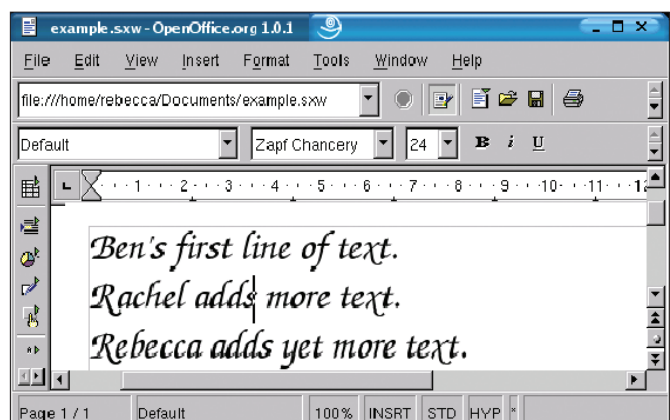 example.sxw - OpenOffice.org 1.0.1
File Edit View Insert Format Tools Window Help
file:///home/rebecca/Documents/example.sxw
Default Zapf Chancery 24 B i U
L 1 2 3 4 5 6 7 8 9 10 11 12
Ben's first line of text.
Rachel adds more text.
Rebecca adds yet more text.
Page 1 / 1 Default 100% INSRT STD HYP *